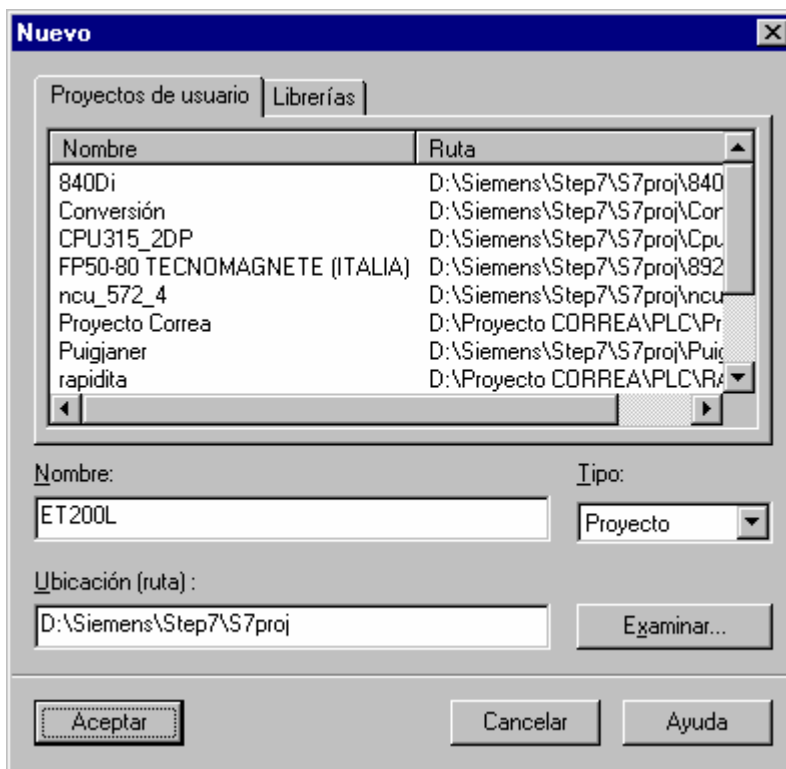 Nuevo
Proyectos de usuario Librerías
Nombre Ruta
840Di D:\Siemens\Step7\S7proj\840
Conversión D:\Siemens\Step7\S7proj\Con
CPU315_2DP D:\Siemens\Step7\S7proj\Cpu
FP50-80 TECNOMAGNETE (ITALIA) D:\Siemens\Step7\S7proj\892
ncu_572_4 D:\Siemens\Step7\S7proj\ncu
Proyecto Correa D:\Proyecto CORREA\PLC\Pr
Puigjaner D:\Siemens\Step7\S7proj\Puig
rapidita D:\Proyecto CORREA\PLC\RA
Nombre: Tipo:
ET200L Proyecto
Ubicación (ruta) :
D:\Siemens\Step7\S7proj Examinar...
Aceptar Cancelar Ayuda